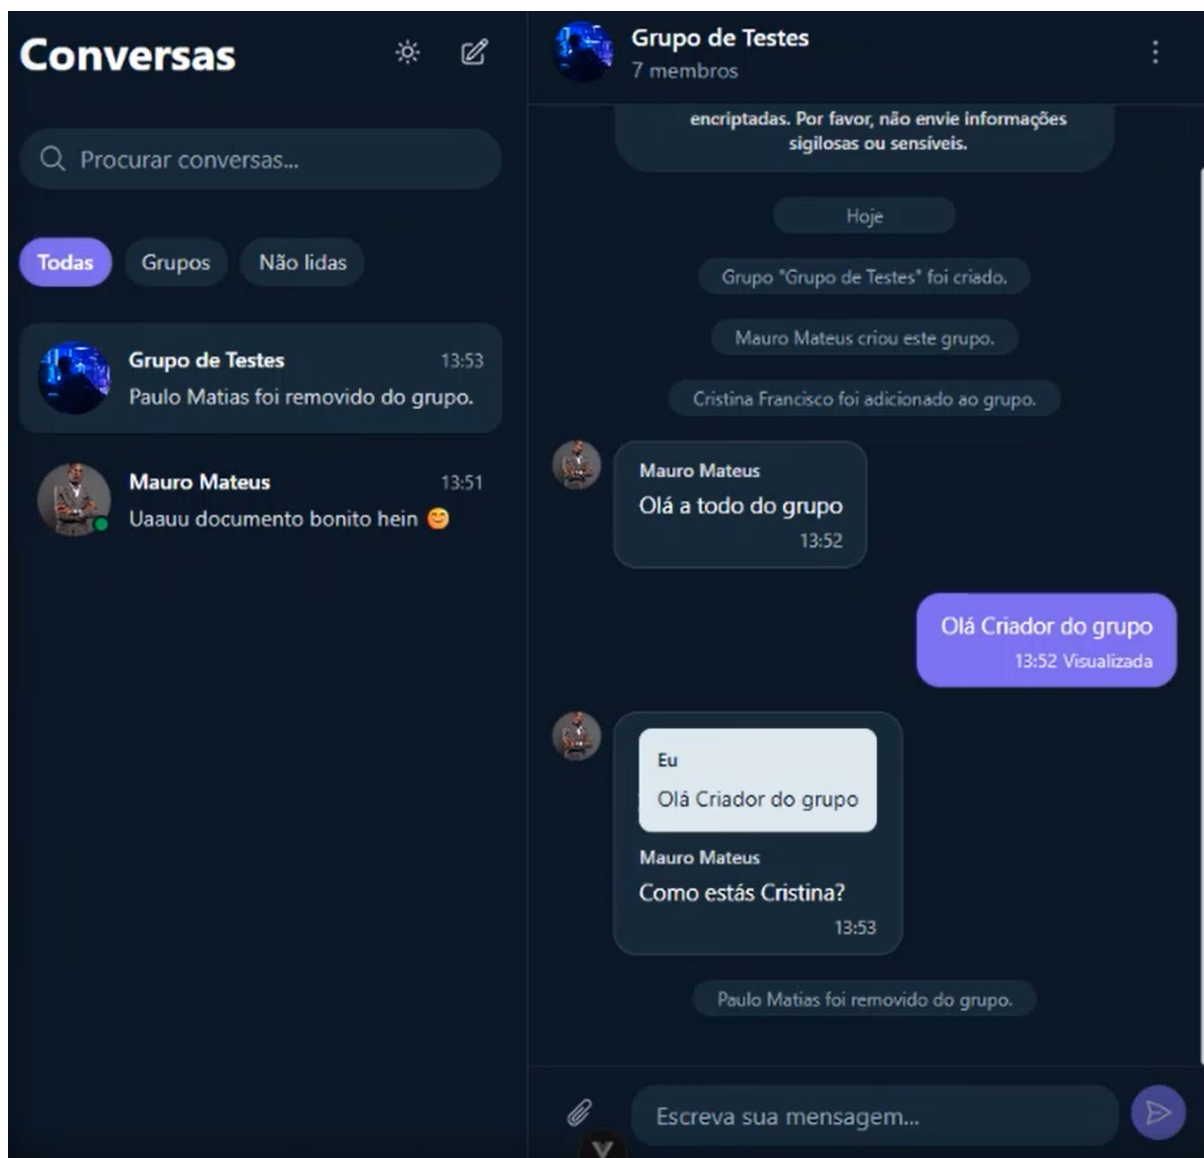 Conversas
Procurar conversas...
Todas
Grupos
Não lidas
Grupo de Testes
13:53
Paulo Matias foi removido do grupo.
Mauro Mateus
13:51
Uaauu documento bonito hein 😊
Grupo de Testes
7 membros
encriptadas. Por favor, não envie informações
sigilosas ou sensíveis.
Hoje
Grupo "Grupo de Testes" foi criado.
Mauro Mateus criou este grupo.
Cristina Francisco foi adicionado ao grupo.
Mauro Mateus
Olá a todo do grupo
13:52
Olá Criador do grupo
13:52 Visualizada
Eu
Olá Criador do grupo
Mauro Mateus
Como estás Cristina?
13:53
Paulo Matias foi removido do grupo.
Escreva sua mensagem...